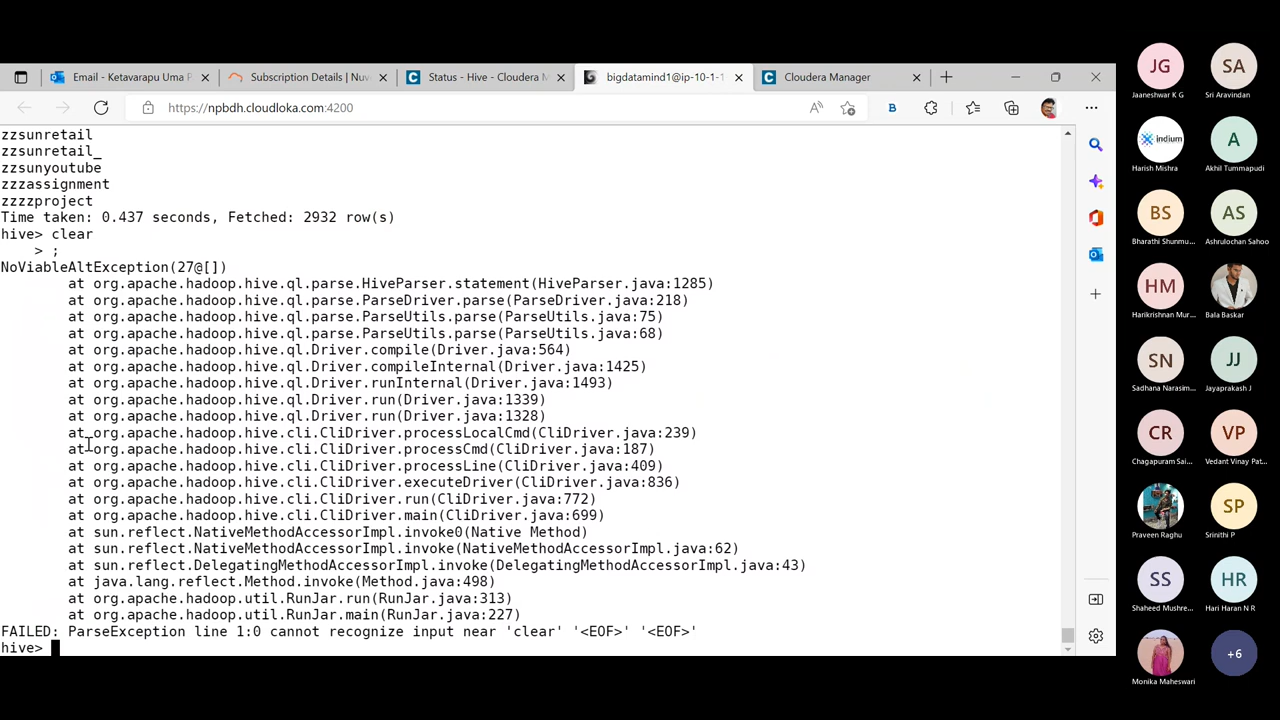 Email - Ketavarapu Uma P
Subscription Details | Nuv
Status - Hive - Cloudera M
bigdatamind1@ip-10-1-1
Cloudera Manager
https://npbdh.cloudloka.com:4200
zzsunretail
zzsunretail_
zzsunyoutube
zzzassignment
zzzzproject
Time taken: 0.437 seconds, Fetched: 2932 row(s)
hive> clear
    > ;
NoViableAltException(27@[])
        at org.apache.hadoop.hive.ql.parse.HiveParser.statement(HiveParser.java:1285)
        at org.apache.hadoop.hive.ql.parse.ParseDriver.parse(ParseDriver.java:218)
        at org.apache.hadoop.hive.ql.parse.ParseUtils.parse(ParseUtils.java:75)
        at org.apache.hadoop.hive.ql.parse.ParseUtils.parse(ParseUtils.java:68)
        at org.apache.hadoop.hive.ql.Driver.compile(Driver.java:564)
        at org.apache.hadoop.hive.ql.Driver.compileInternal(Driver.java:1425)
        at org.apache.hadoop.hive.ql.Driver.runInternal(Driver.java:1493)
        at org.apache.hadoop.hive.ql.Driver.run(Driver.java:1339)
        at org.apache.hadoop.hive.ql.Driver.run(Driver.java:1328)
        at org.apache.hadoop.hive.cli.CliDriver.processLocalCmd(CliDriver.java:239)
        at org.apache.hadoop.hive.cli.CliDriver.processCmd(CliDriver.java:187)
        at org.apache.hadoop.hive.cli.CliDriver.processLine(CliDriver.java:409)
        at org.apache.hadoop.hive.cli.CliDriver.executeDriver(CliDriver.java:836)
        at org.apache.hadoop.hive.cli.CliDriver.run(CliDriver.java:772)
        at org.apache.hadoop.hive.cli.CliDriver.main(CliDriver.java:699)
        at sun.reflect.NativeMethodAccessorImpl.invoke0(Native Method)
        at sun.reflect.NativeMethodAccessorImpl.invoke(NativeMethodAccessorImpl.java:62)
        at sun.reflect.DelegatingMethodAccessorImpl.invoke(DelegatingMethodAccessorImpl.java:43)
        at java.lang.reflect.Method.invoke(Method.java:498)
        at org.apache.hadoop.util.RunJar.run(RunJar.java:313)
        at org.apache.hadoop.util.RunJar.main(RunJar.java:227)
FAILED: ParseException line 1:0 cannot recognize input near 'clear' '<EOF>' '<EOF>'
hive>
JG
SA
Jaaneshwar K G
Sri Aravindan
indium
A
Harish Mishra
Akhil Tummapudi
BS
AS
Bharathi Shunmu...
Ashrulochan Sahoo
HM
Harikrishnan Mur...
Bala Baskar
SN
JJ
Sadhana Narasim...
Jayaprakash J
CR
VP
Chagapuram Sai...
Vedant Vinay Pat...
SP
Praveen Raghu
Srinithi P
SS
HR
Shaheed Mushre...
Hari Haran N R
+6
Monika Maheswari